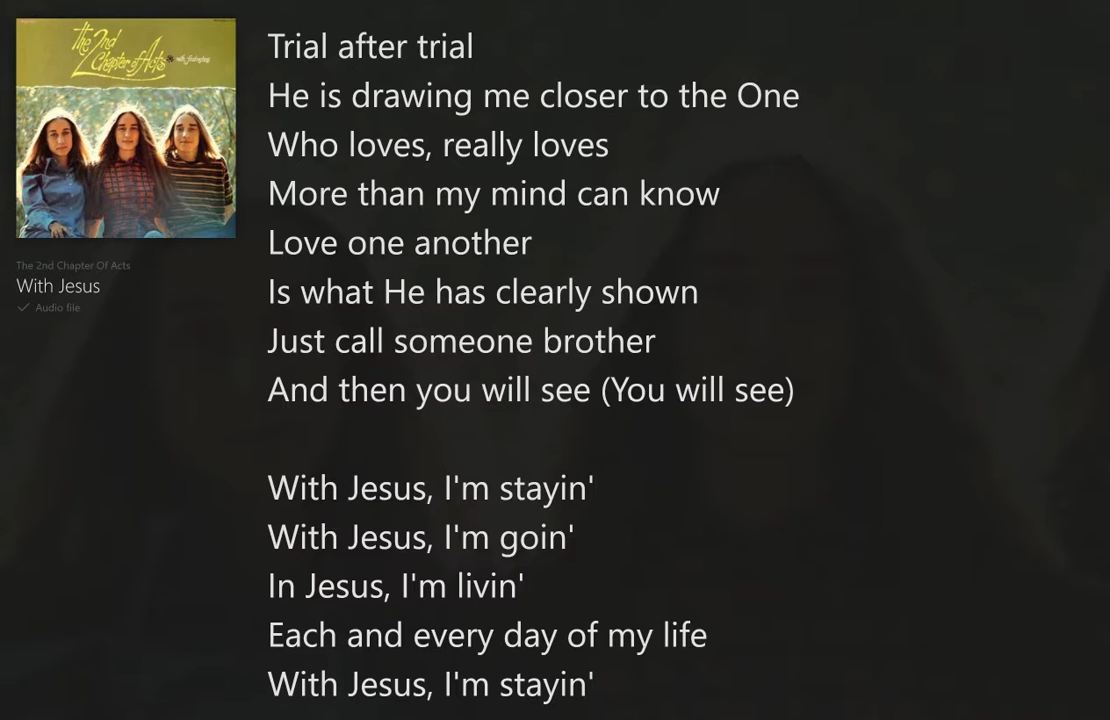 The 2nd
Chapter of Acts
The 2nd Chapter Of Acts
With Jesus
Audio file
Trial after trial
He is drawing me closer to the One
Who loves, really loves
More than my mind can know
Love one another
Is what He has clearly shown
Just call someone brother
And then you will see (You will see)
With Jesus, I'm stayin'
With Jesus, I'm goin'
In Jesus, I'm livin'
Each and every day of my life
With Jesus, I'm stayin'